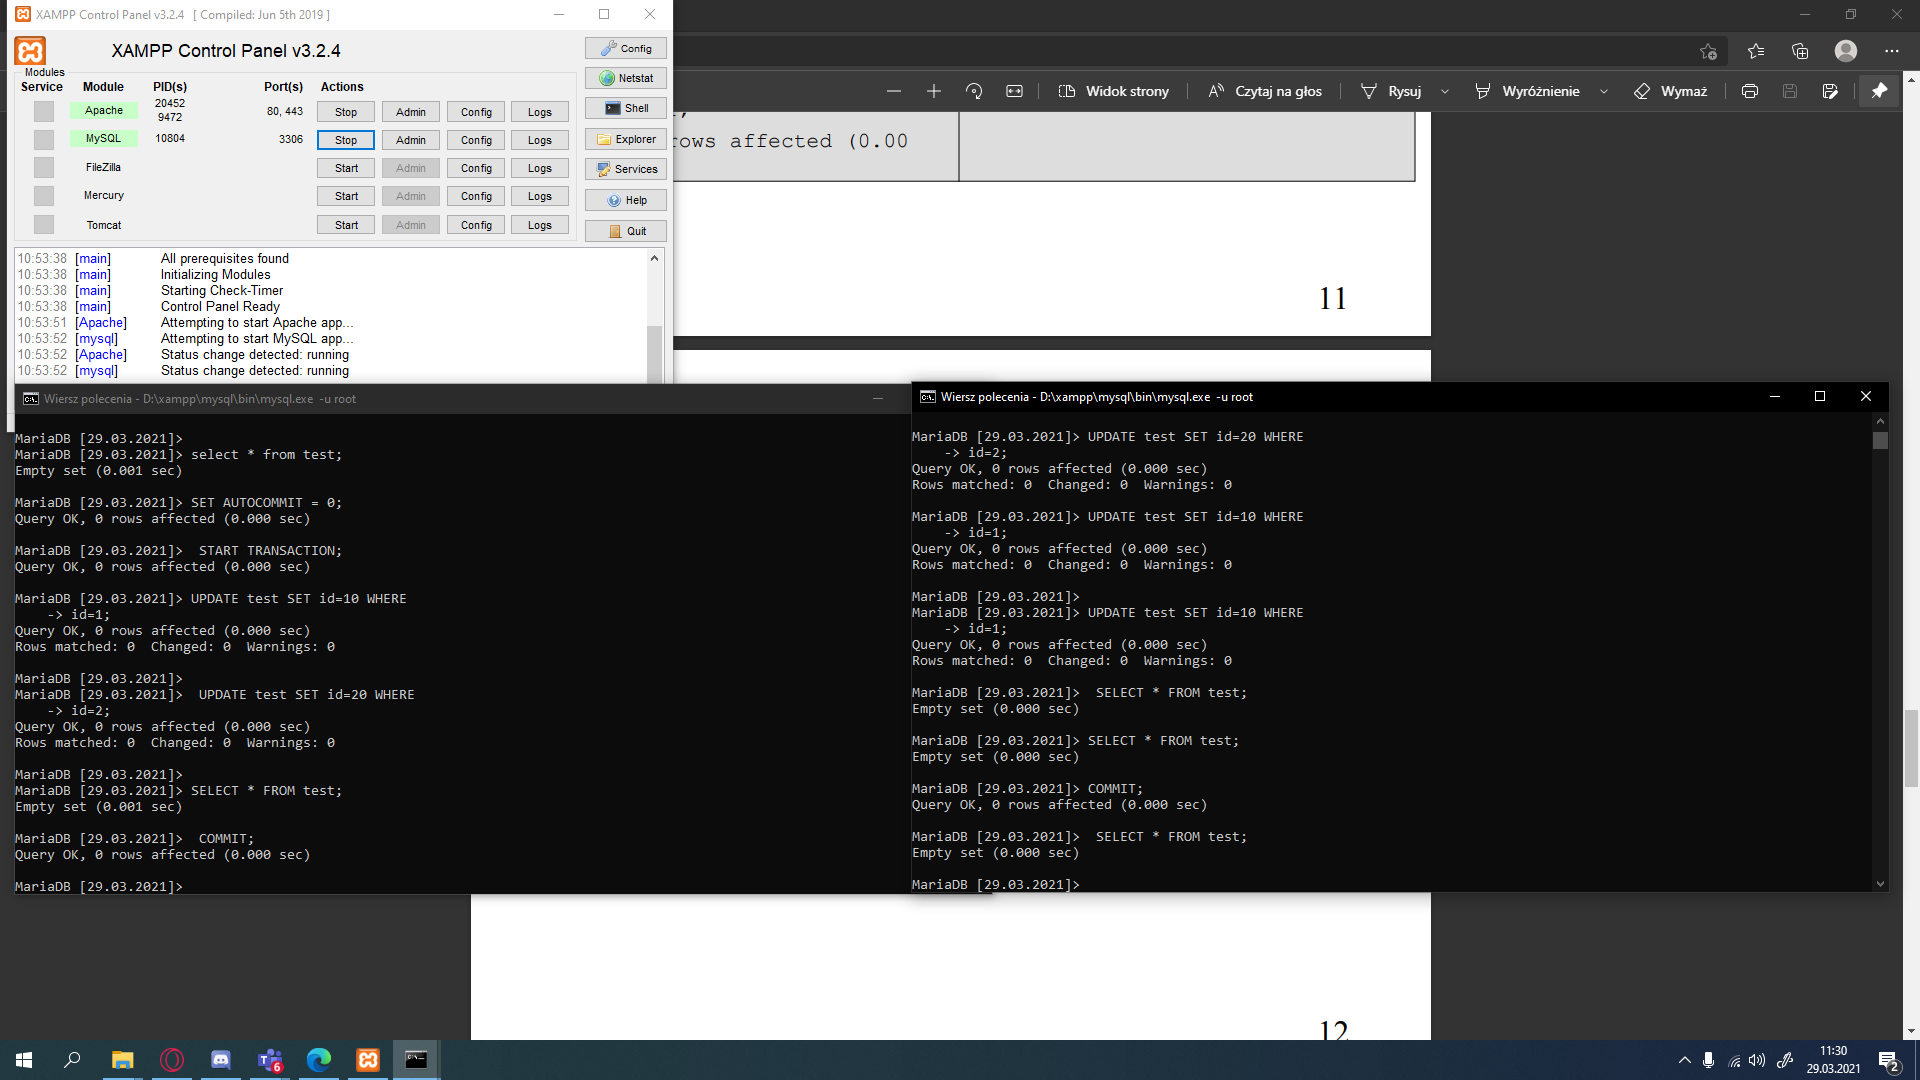 XAMPP Control Panel v3.2.4 [ Compiled: Jun 5th 2019 ]
XAMPP Control Panel v3.2.4
Config
Modules
Service Module PID(s) Port(s) Actions
Netstat
Apache 20452 9472 80, 443 Stop Admin Config Logs
Shell
MySQL 10804 3306 Stop Admin Config Logs
Explorer
FileZilla Start Admin Config Logs
Services
Mercury Start Admin Config Logs
Help
Tomcat Start Admin Config Logs
Quit
10:53:38 [main] All prerequisites found
10:53:38 [main] Initializing Modules
10:53:38 [main] Starting Check-Timer
10:53:38 [main] Control Panel Ready
10:53:51 [Apache] Attempting to start Apache app...
10:53:52 [mysql] Attempting to start MySQL app...
10:53:52 [Apache] Status change detected: running
10:53:52 [mysql] Status change detected: running
Widok strony Czytaj na głos Rysuj Wyróżnienie Wymaż
rows affected (0.00
11
Wiersz polecenia - D:\xampp\mysql\bin\mysql.exe -u root
MariaDB [29.03.2021]>
MariaDB [29.03.2021]> select * from test;
Empty set (0.001 sec)
MariaDB [29.03.2021]> SET AUTOCOMMIT = 0;
Query OK, 0 rows affected (0.000 sec)
MariaDB [29.03.2021]>  START TRANSACTION;
Query OK, 0 rows affected (0.000 sec)
MariaDB [29.03.2021]> UPDATE test SET id=10 WHERE
-> id=1;
Query OK, 0 rows affected (0.000 sec)
Rows matched: 0  Changed: 0  Warnings: 0
MariaDB [29.03.2021]>
MariaDB [29.03.2021]>  UPDATE test SET id=20 WHERE
-> id=2;
Query OK, 0 rows affected (0.000 sec)
Rows matched: 0  Changed: 0  Warnings: 0
MariaDB [29.03.2021]>
MariaDB [29.03.2021]> SELECT * FROM test;
Empty set (0.001 sec)
MariaDB [29.03.2021]>  COMMIT;
Query OK, 0 rows affected (0.000 sec)
MariaDB [29.03.2021]>
Wiersz polecenia - D:\xampp\mysql\bin\mysql.exe -u root
MariaDB [29.03.2021]> UPDATE test SET id=20 WHERE
-> id=2;
Query OK, 0 rows affected (0.000 sec)
Rows matched: 0  Changed: 0  Warnings: 0
MariaDB [29.03.2021]> UPDATE test SET id=10 WHERE
-> id=1;
Query OK, 0 rows affected (0.000 sec)
Rows matched: 0  Changed: 0  Warnings: 0
MariaDB [29.03.2021]>
MariaDB [29.03.2021]> UPDATE test SET id=10 WHERE
-> id=1;
Query OK, 0 rows affected (0.000 sec)
Rows matched: 0  Changed: 0  Warnings: 0
MariaDB [29.03.2021]>  SELECT * FROM test;
Empty set (0.000 sec)
MariaDB [29.03.2021]> SELECT * FROM test;
Empty set (0.000 sec)
MariaDB [29.03.2021]> COMMIT;
Query OK, 0 rows affected (0.000 sec)
MariaDB [29.03.2021]>  SELECT * FROM test;
Empty set (0.000 sec)
MariaDB [29.03.2021]>
12
6
11:30
29.03.2021
2